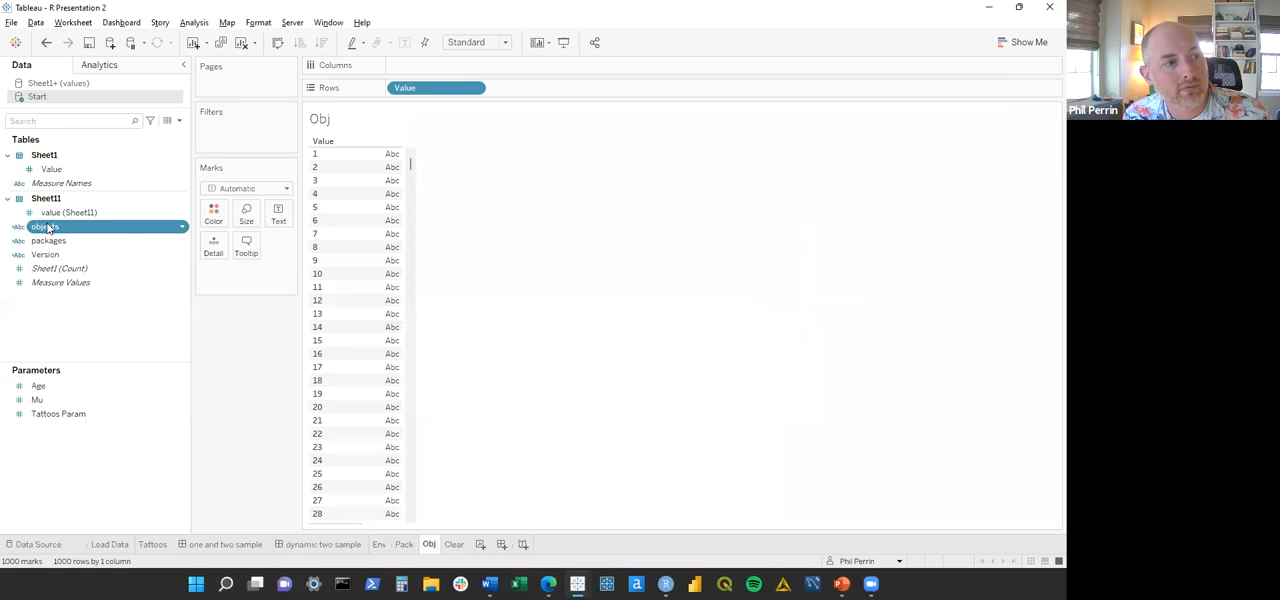 Tableau - R Presentation 2
File Data Worksheet Dashboard Story Analysis Map Format Server Window Help
Standard
Show Me
Data Analytics
Sheet1+ (values)
Start
Search
Tables
Sheet1
# Value
Abc Measure Names
Sheet11
# value (Sheet11)
Abc objects
Abc packages
Abc Version
# Sheet1 (Count)
# Measure Values
Parameters
# Age
# Mu
# Tattoos Param
Pages
Filters
Marks
Automatic
Color Size Text
Detail Tooltip
Columns
Rows Value
Obj
Value
1 Abc
2 Abc
3 Abc
4 Abc
5 Abc
6 Abc
7 Abc
8 Abc
9 Abc
10 Abc
11 Abc
12 Abc
13 Abc
14 Abc
15 Abc
16 Abc
17 Abc
18 Abc
19 Abc
20 Abc
21 Abc
22 Abc
23 Abc
24 Abc
25 Abc
26 Abc
27 Abc
28 Abc
Phil Perrin
Data Source Load Data Tattoos one and two sample dynamic two sample Env Pack Obj Clear
1000 marks 1000 rows by 1 column Phil Perrin